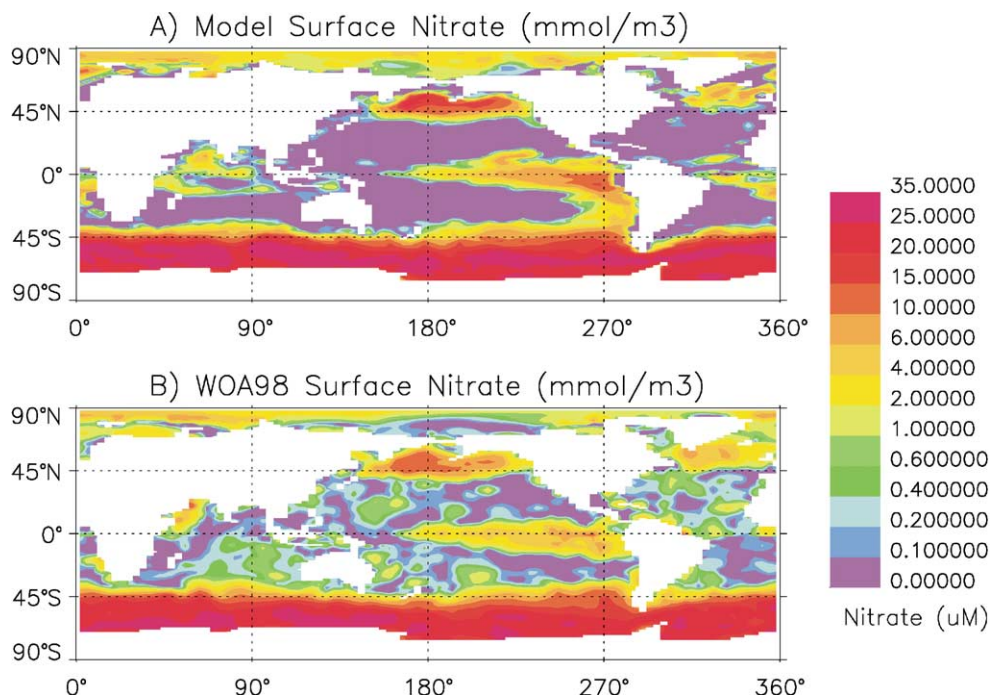 A) Model Surface Nitrate (mmol/m3)
90°N
45°N
0°
45°S
90°S
0° 90° 180° 270° 360°
B) WOA98 Surface Nitrate (mmol/m3)
90°N
45°N
0°
45°S
90°S
0° 90° 180° 270° 360°
35.0000
25.0000
20.0000
15.0000
10.0000
6.00000
4.00000
2.00000
1.00000
0.600000
0.400000
0.200000
0.100000
0.00000
Nitrate (uM)